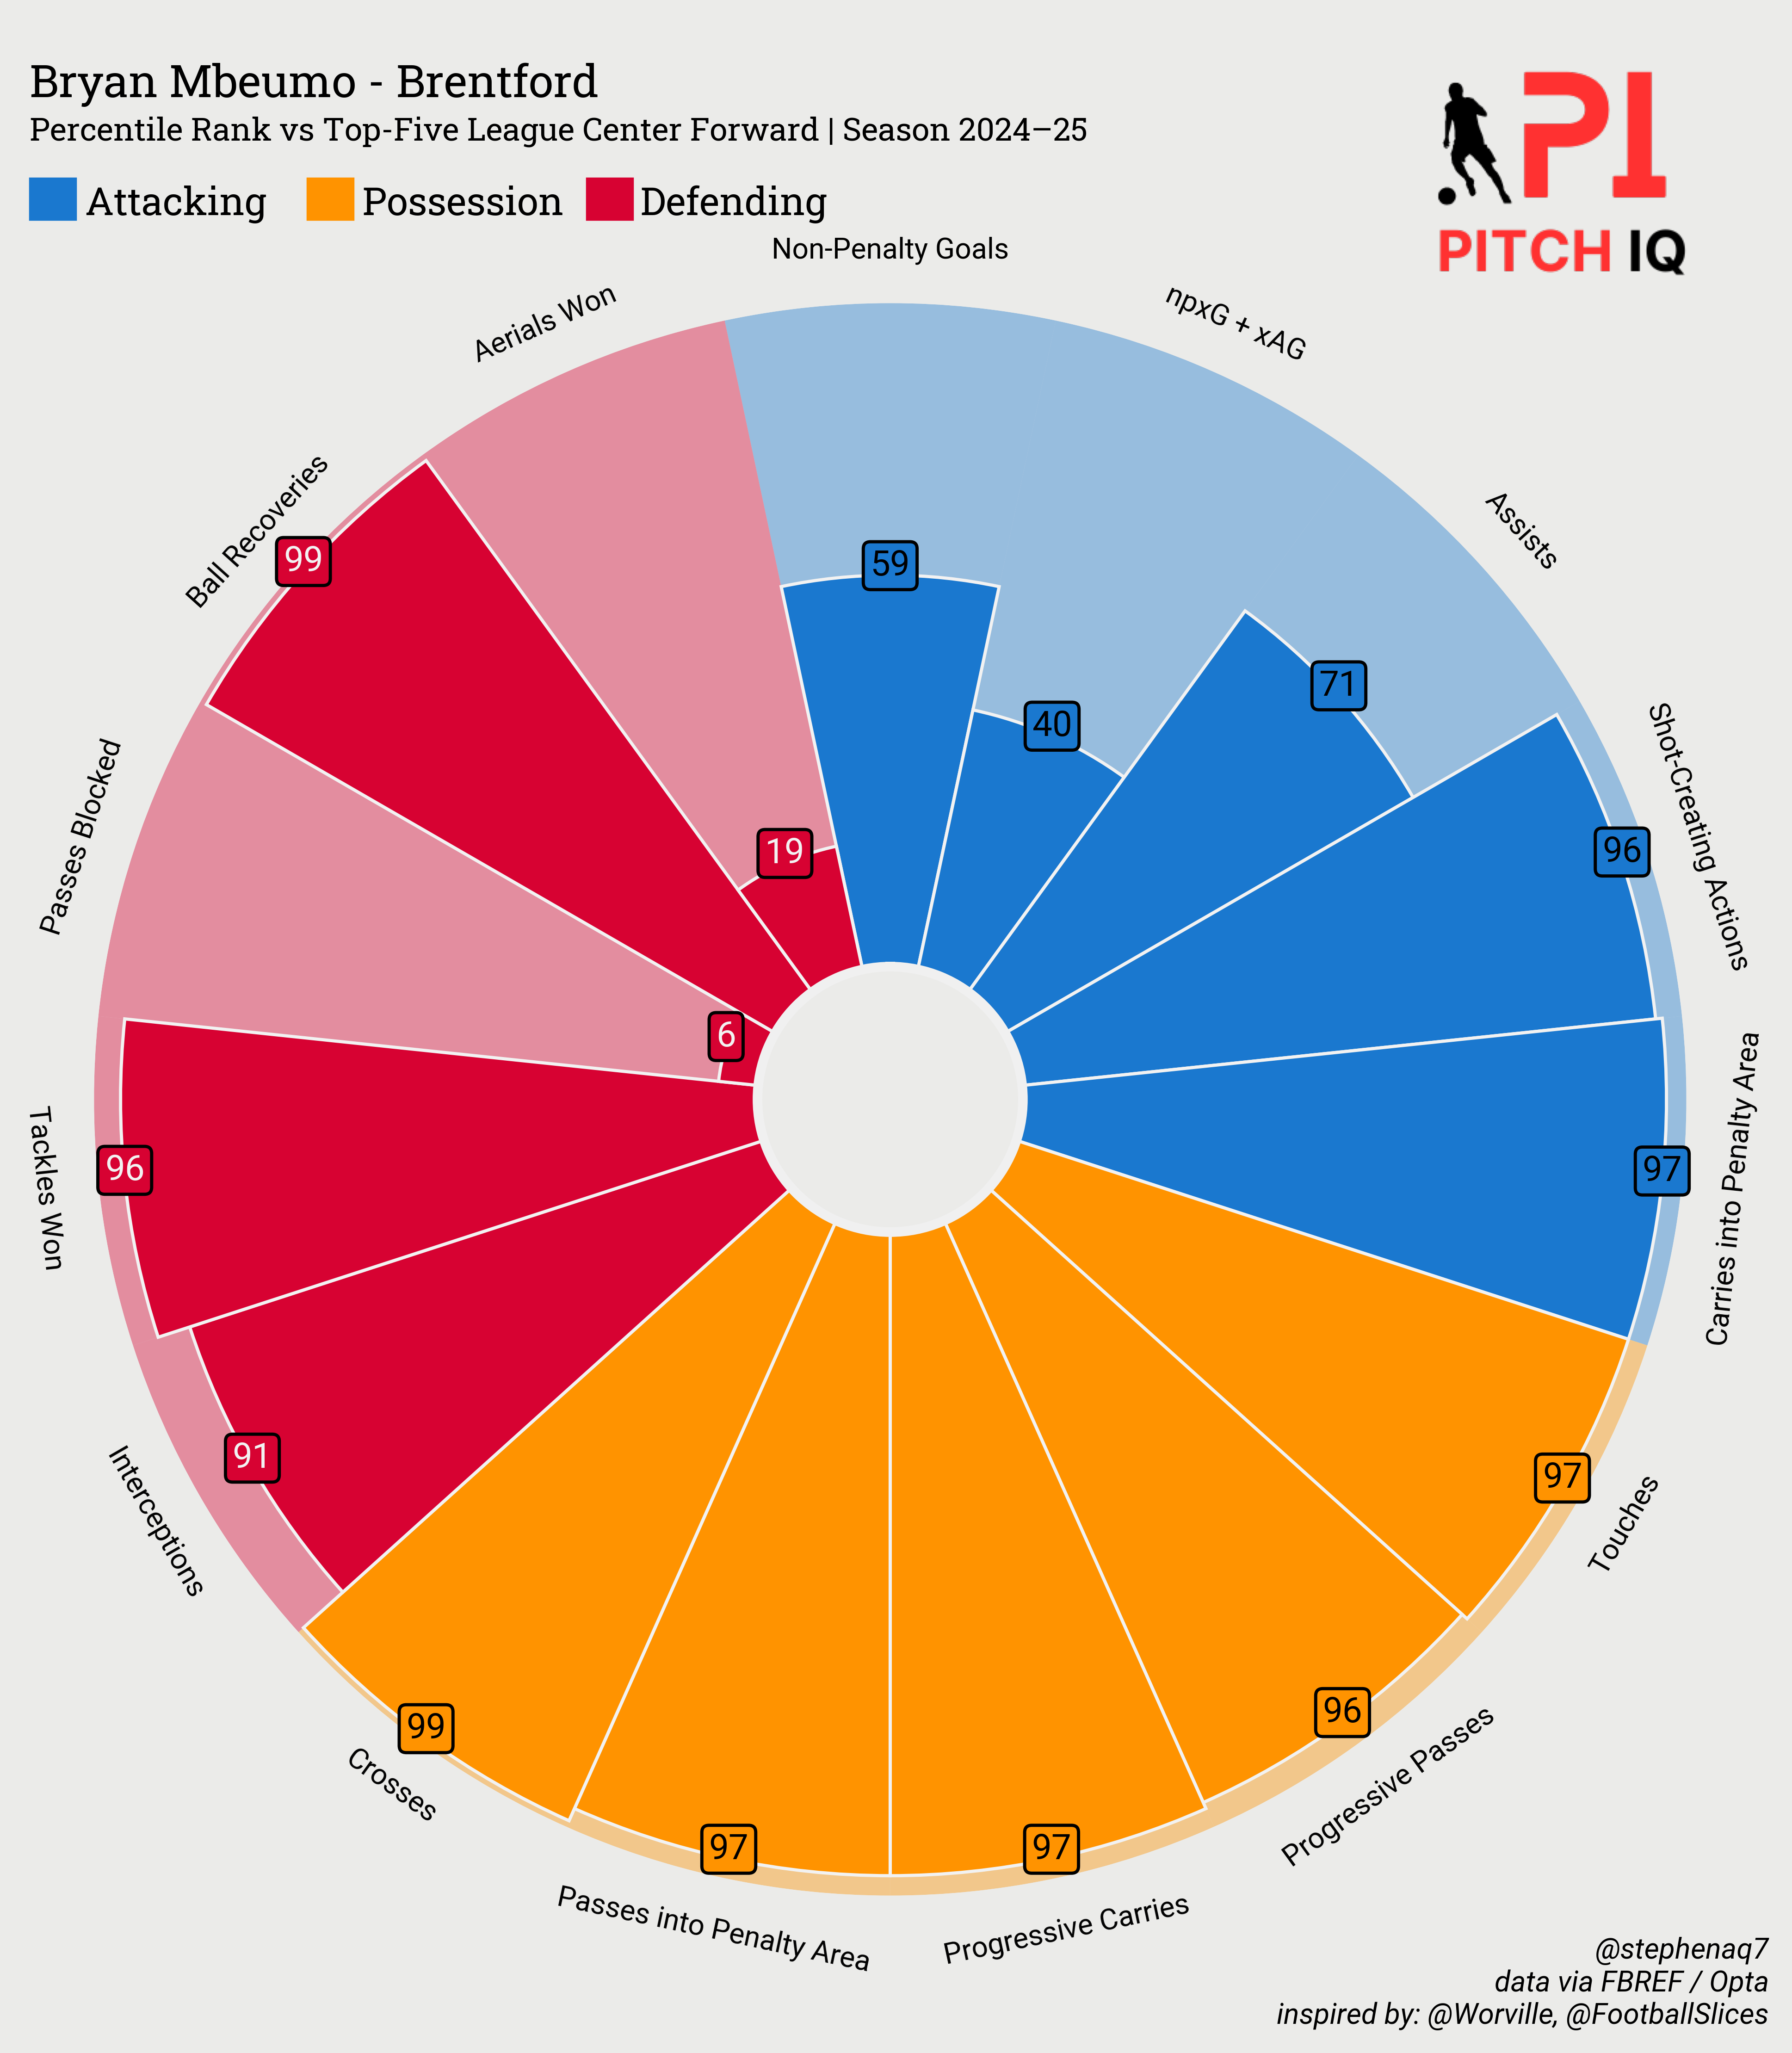 Bryan Mbeumo - Brentford
Percentile Rank vs Top-Five League Center Forward | Season 2024–25
Attacking Possession Defending
PI
PITCH IQ
Non-Penalty Goals
59
npxG + xAG
40
Assists
71
Shot-Creating Actions
96
Carries into Penalty Area
97
Touches
97
Progressive Passes
96
Progressive Carries
97
Passes into Penalty Area
97
Crosses
99
Interceptions
91
Tackles Won
96
Passes Blocked
6
Ball Recoveries
99
Aerials Won
19
@stephenaq7
data via FBREF / Opta
inspired by: @Worville, @FootballSlices